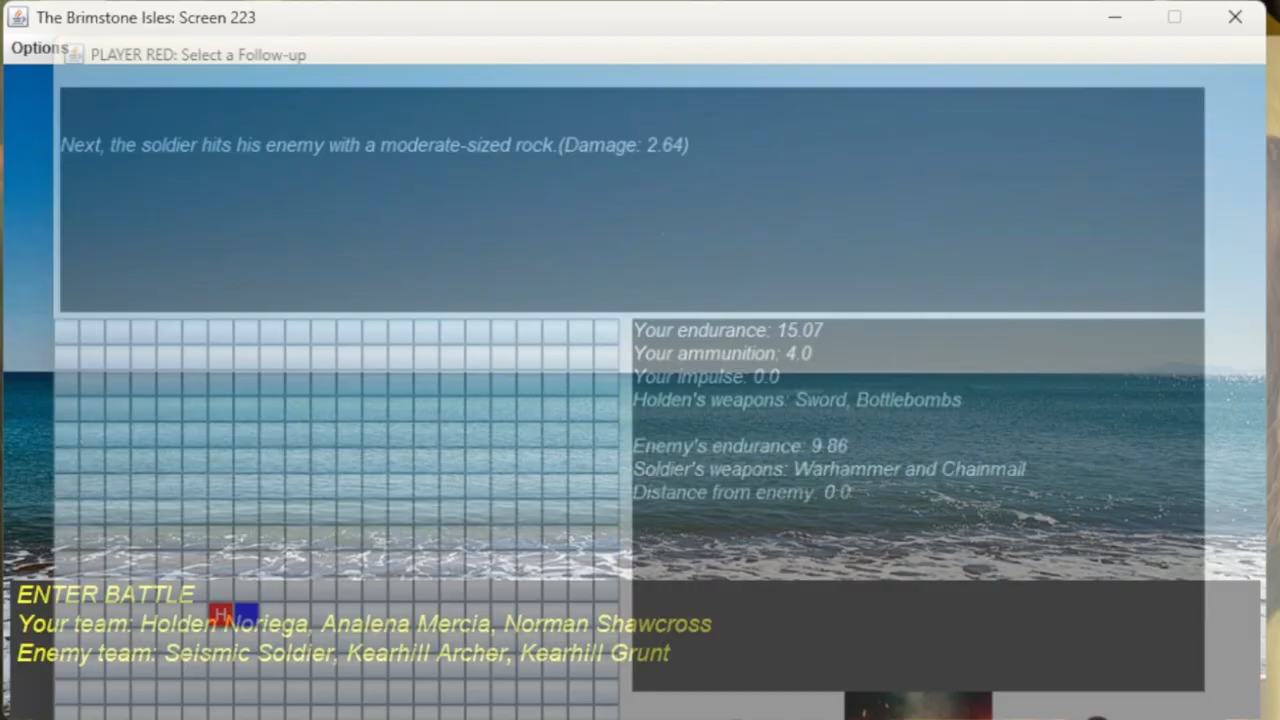 The Brimstone Isles: Screen 223
Options
PLAYER RED: Select a Follow-up
Next, the soldier hits his enemy with a moderate-sized rock.(Damage: 2.64)
Your endurance: 15.07
Your ammunition: 4.0
Your impulse: 0.0
Holden's weapons: Sword, Bottlebombs
Enemy's endurance: 9.86
Soldier's weapons: Warhammer and Chainmail
Distance from enemy: 0.0
H
ENTER BATTLE
Your team: Holden Noriega, Analena Mercia, Norman Shawcross
Enemy team: Seismic Soldier, Kearhill Archer, Kearhill Grunt